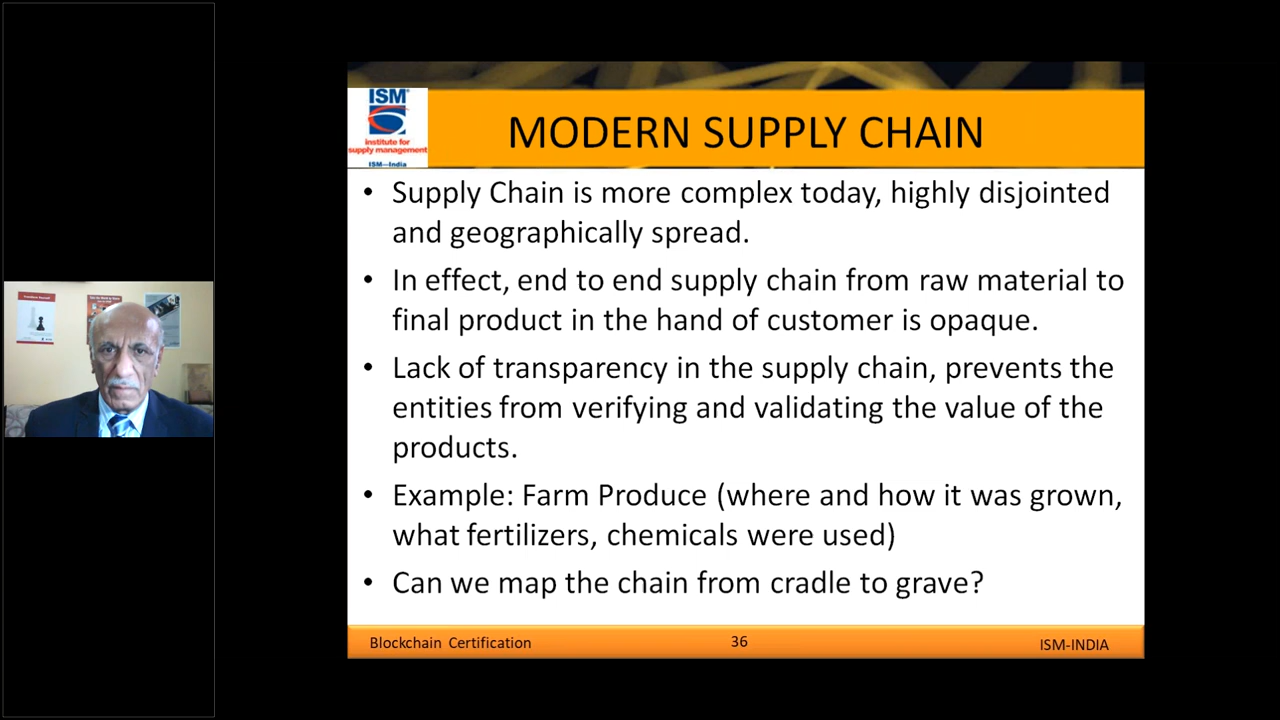 ISM
institute for
supply management
ISM—India
MODERN SUPPLY CHAIN
• Supply Chain is more complex today, highly disjointed
and geographically spread.
• In effect, end to end supply chain from raw material to
final product in the hand of customer is opaque.
• Lack of transparency in the supply chain, prevents the
entities from verifying and validating the value of the
products.
• Example: Farm Produce (where and how it was grown,
what fertilizers, chemicals were used)
• Can we map the chain from cradle to grave?
Blockchain Certification
36
ISM-INDIA